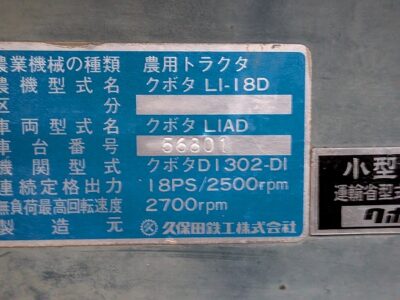 農業機械の種類 農用トラクタ
農機型式名 クボタ L1-18D
区分
車両型式名 クボタ L1AD
車台番号 56801
機関型式 クボタD1302-D1
連続定格出力 18PS/2500rpm
無負荷最高回転速度 2700rpm
製造元 久保田鉄工株式会社
小型
運輸省型式
クボ